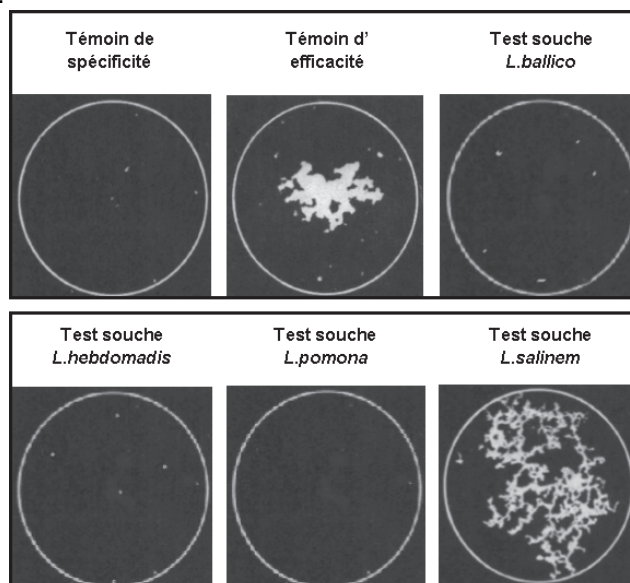 Témoin de
spécificité
Témoin d'
efficacité
Test souche
L.ballico
Test souche
L.hebdomadis
Test souche
L.pomona
Test souche
L.salinem